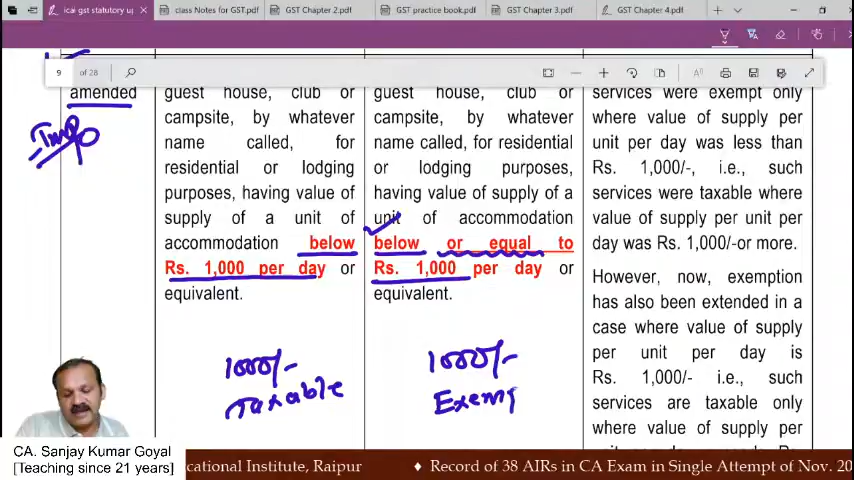 icai gst statutory up
class Notes for GST.pdf
GST Chapter 2.pdf
GST practice book.pdf
GST Chapter 3.pdf
GST Chapter 4.pdf
9 of 28
amended
Imp
guest house, club or
campsite, by whatever
name called, for
residential or lodging
purposes, having value of
supply of a unit of
accommodation below
Rs. 1,000 per day or
equivalent.
1000/-
Taxable
guest house, club or
campsite, by whatever
name called, for residential
or lodging purposes,
having value of supply of a
unit of accommodation
below or equal to
Rs. 1,000 per day or
equivalent.
1000/-
Exemp
services were exempt only
where value of supply per
unit per day was less than
Rs. 1,000/-, i.e., such
services were taxable where
value of supply per unit per
day was Rs. 1,000/-or more.
However, now, exemption
has also been extended in a
case where value of supply
per unit per day is
Rs. 1,000/- i.e., such
services are taxable only
where value of supply per
CA. Sanjay Kumar Goyal
[Teaching since 21 years]
cational Institute, Raipur
♦ Record of 38 AIRs in CA Exam in Single Attempt of Nov. 20